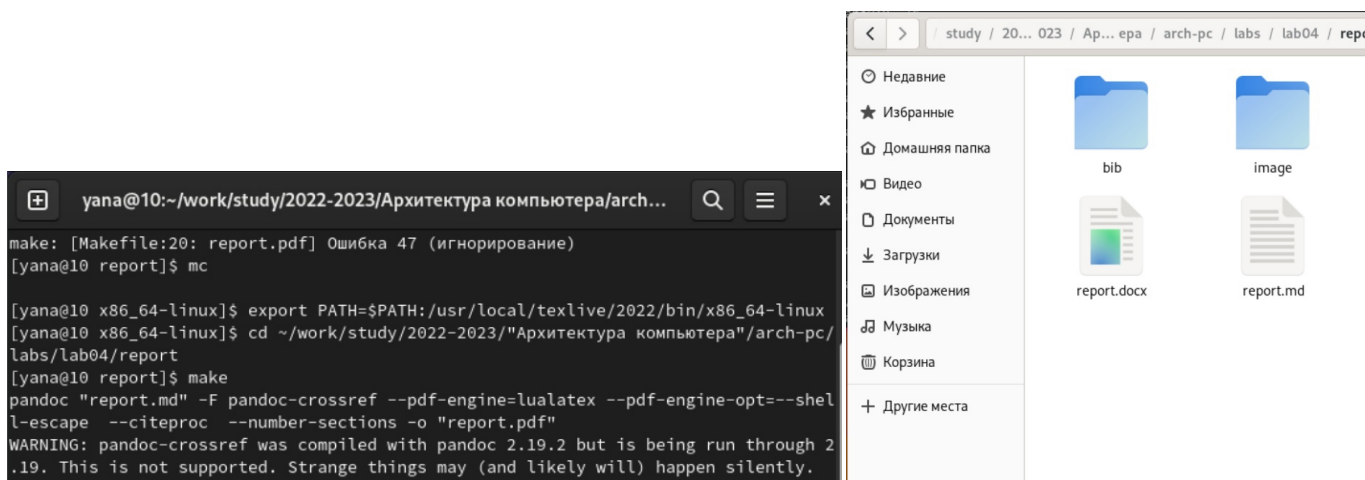 yana@10:~/work/study/2022-2023/Архитектура компьютера/arch...
make: [Makefile:20: report.pdf] Ошибка 47 (игнорирование)
[yana@10 report]$ mc
[yana@10 x86_64-linux]$ export PATH=$PATH:/usr/local/texlive/2022/bin/x86_64-linux
[yana@10 x86_64-linux]$ cd ~/work/study/2022-2023/"Архитектура компьютера"/arch-pc/
labs/lab04/report
[yana@10 report]$ make
pandoc "report.md" -F pandoc-crossref --pdf-engine=lualatex --pdf-engine-opt=--shel
l-escape  --citeproc  --number-sections -o "report.pdf"
WARNING: pandoc-crossref was compiled with pandoc 2.19.2 but is being run through 2
.19. This is not supported. Strange things may (and likely will) happen silently.
/ study / 20... 023 / Ap... epa / arch-pc / labs / lab04 / repo
Недавние
Избранные
Домашняя папка
Видео
Документы
Загрузки
Изображения
Музыка
Корзина
Другие места
bib
image
report.docx
report.md